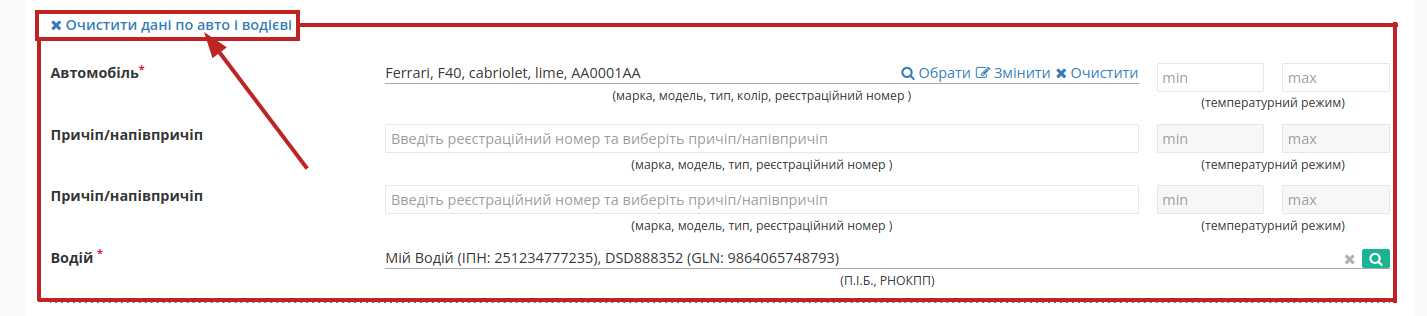 ✖ Очистити дані по авто і водієві
Автомобіль* Ferrari, F40, cabriolet, lime, AA0001AA Обрати Змінити ✖ Очистити min max
(марка, модель, тип, колір, реєстраційний номер ) (температурний режим)
Причіп/напівпричіп Введіть реєстраційний номер та виберіть причіп/напівпричіп min max
(марка, модель, тип, реєстраційний номер ) (температурний режим)
Причіп/напівпричіп Введіть реєстраційний номер та виберіть причіп/напівпричіп min max
(марка, модель, тип, реєстраційний номер ) (температурний режим)
Водій * Мій Водій (ІПН: 251234777235), DSD888352 (GLN: 9864065748793) ✖
(П.І.Б., РНОКПП)